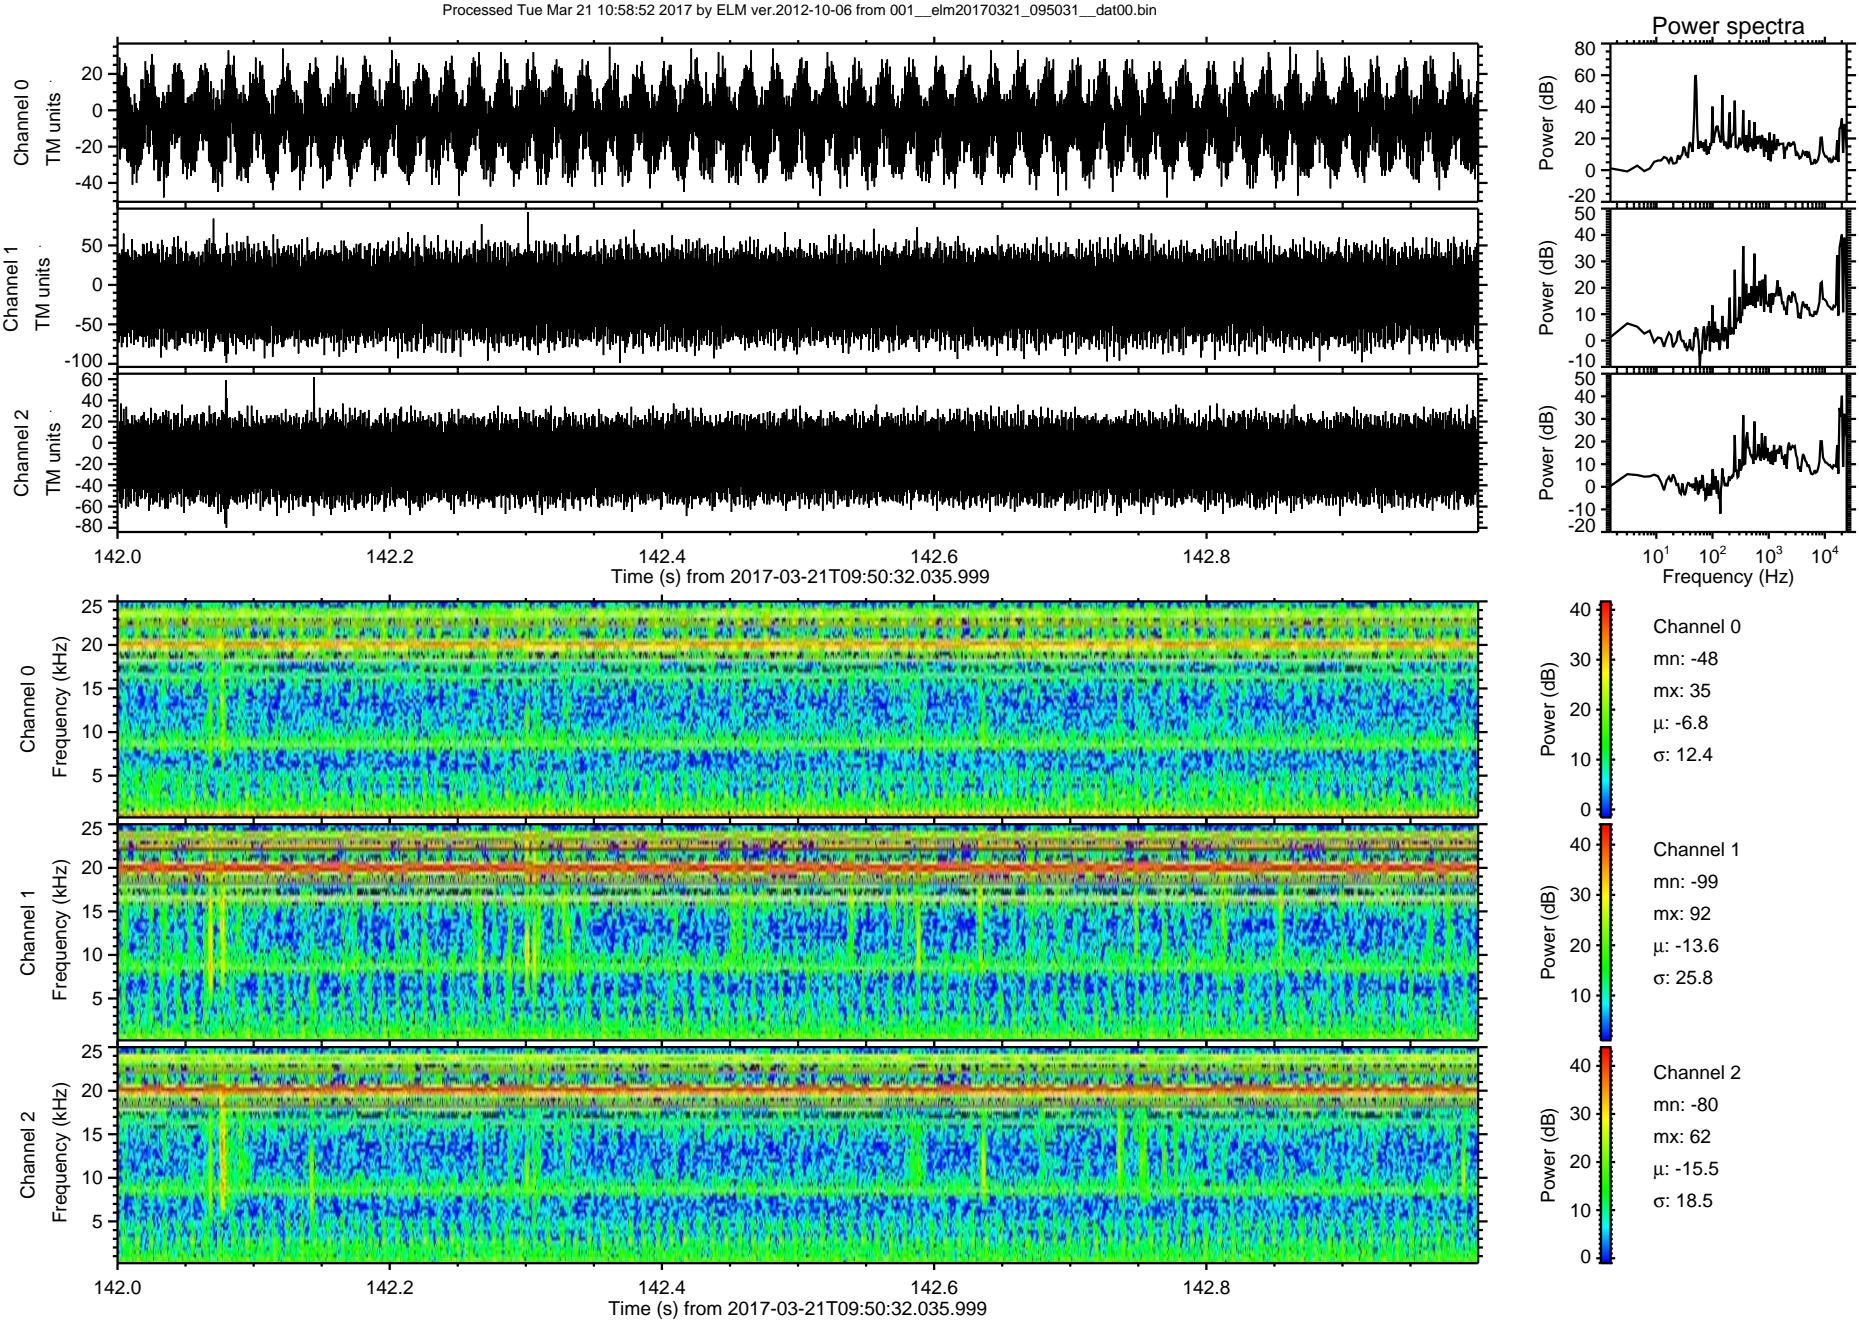 Processed Tue Mar 21 10:58:52 2017 by ELM ver.2012-10-06 from 001__elm20170321_095031__dat00.bin
Power spectra
Channel 0
TM units
20
0
-20
-40
Power (dB)
80
60
40
20
0
-20
Channel 1
TM units
50
0
-50
-100
Power (dB)
50
40
30
20
10
0
-10
Channel 2
TM units
60
40
20
0
-20
-40
-60
-80
Power (dB)
50
40
30
20
10
0
-10
-20
142.0 142.2 142.4 142.6 142.8
Time (s) from 2017-03-21T09:50:32.035.999
10^1 10^2 10^3 10^4
Frequency (Hz)
Channel 0
Frequency (kHz)
25
20
15
10
5
Power (dB)
40
30
20
10
0
Channel 0
mn: -48
mx: 35
μ: -6.8
σ: 12.4
Channel 1
Frequency (kHz)
25
20
15
10
5
Power (dB)
40
30
20
10
Channel 1
mn: -99
mx: 92
μ: -13.6
σ: 25.8
Channel 2
Frequency (kHz)
25
20
15
10
5
Power (dB)
40
30
20
10
0
Channel 2
mn: -80
mx: 62
μ: -15.5
σ: 18.5
142.0 142.2 142.4 142.6 142.8
Time (s) from 2017-03-21T09:50:32.035.999